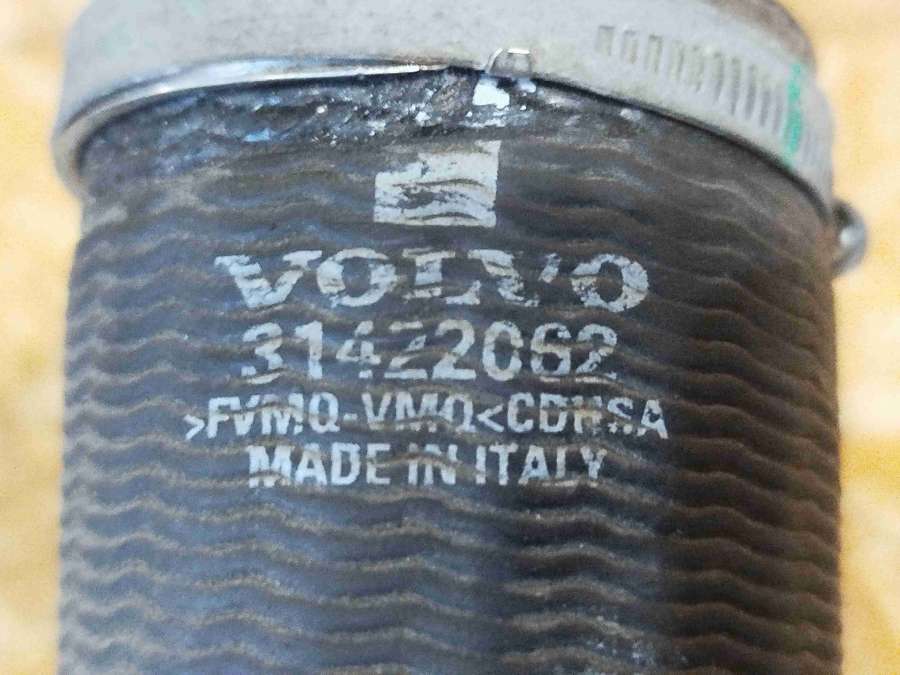 VOLVO
31422062
>FVMQ-VMQ<CDHSA
MADE IN ITALY